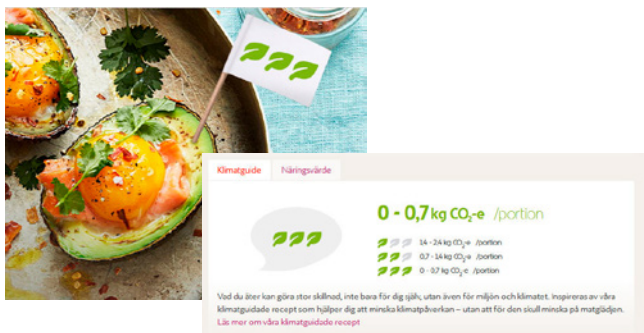 Klimatguide Näringsvärde
0 - 0,7 kg CO₂-e /portion
1,4 - 2,4 kg CO₂-e /portion
0,7 - 1,4 kg CO₂-e /portion
0 - 0,7 kg CO₂-e /portion
Vad du äter kan göra stor skillnad, inte bara för dig själv, utan även för miljön och klimatet. Inspireras av våra
klimatguidade recept som hjälper dig att minska klimatpåverkan – utan att för den skull minska på matglädjen.
Läs mer om våra klimatguidade recept